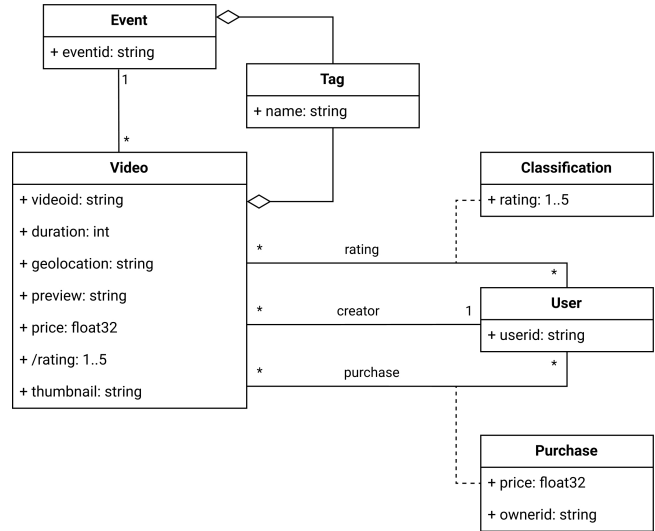 Event
+ eventid: string
Tag
+ name: string
1
*
Video
+ videoid: string
+ duration: int
+ geolocation: string
+ preview: string
+ price: float32
+ /rating: 1..5
+ thumbnail: string
Classification
+ rating: 1..5
* rating *
User
+ userid: string
* creator 1
* purchase *
Purchase
+ price: float32
+ ownerid: string